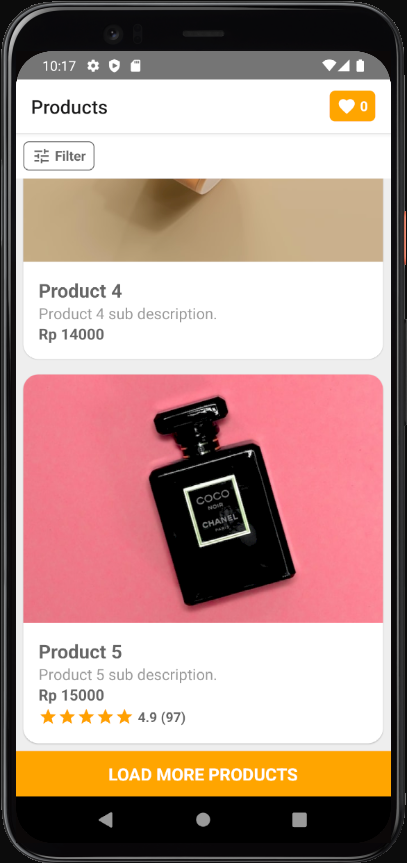 10:17
Products
0
Filter
Product 4
Product 4 sub description.
Rp 14000
COCO
NOIR
CHANEL
PARIS
Product 5
Product 5 sub description.
Rp 15000
4.9 (97)
LOAD MORE PRODUCTS